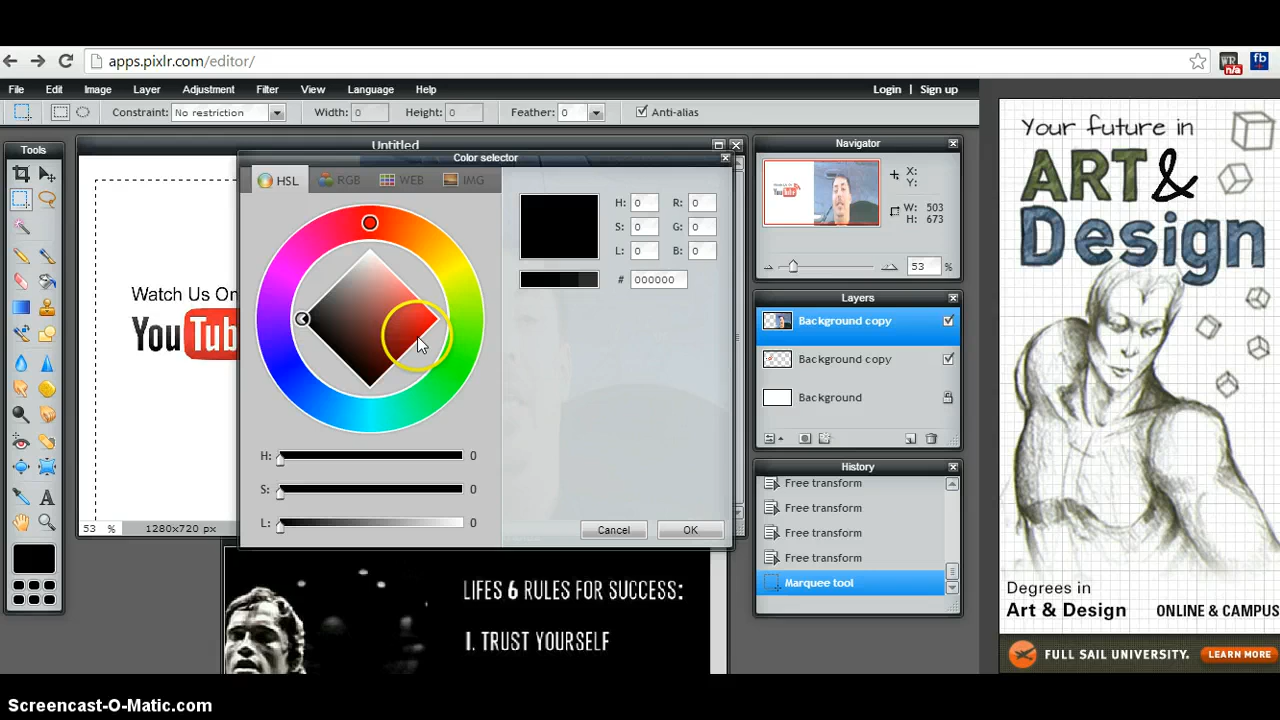 apps.pixlr.com/editor/
WR
n/a
fb
File Edit Image Layer Adjustment Filter View Language Help Login | Sign up
Constraint: No restriction Width: 0 Height: 0 Feather: 0 Anti-alias
Tools
Untitled
Color selector
HSL RGB WEB IMG
H: 0 R: 0
S: 0 G: 0
L: 0 B: 0
# 000000
H: 0
S: 0
L: 0
Cancel OK
Watch Us On
YouTub
53 % 1280x720 px
Navigator
X:
Y:
W: 503
H: 673
53 %
Layers
Background copy
Background copy
Background
History
Free transform
Free transform
Free transform
Free transform
Marquee tool
LIFES 6 RULES FOR SUCCESS:
1. TRUST YOURSELF
Your future in
ART &
Design
Degrees in
Art & Design ONLINE & CAMPUS
FULL SAIL UNIVERSITY. LEARN MORE
Screencast-O-Matic.com